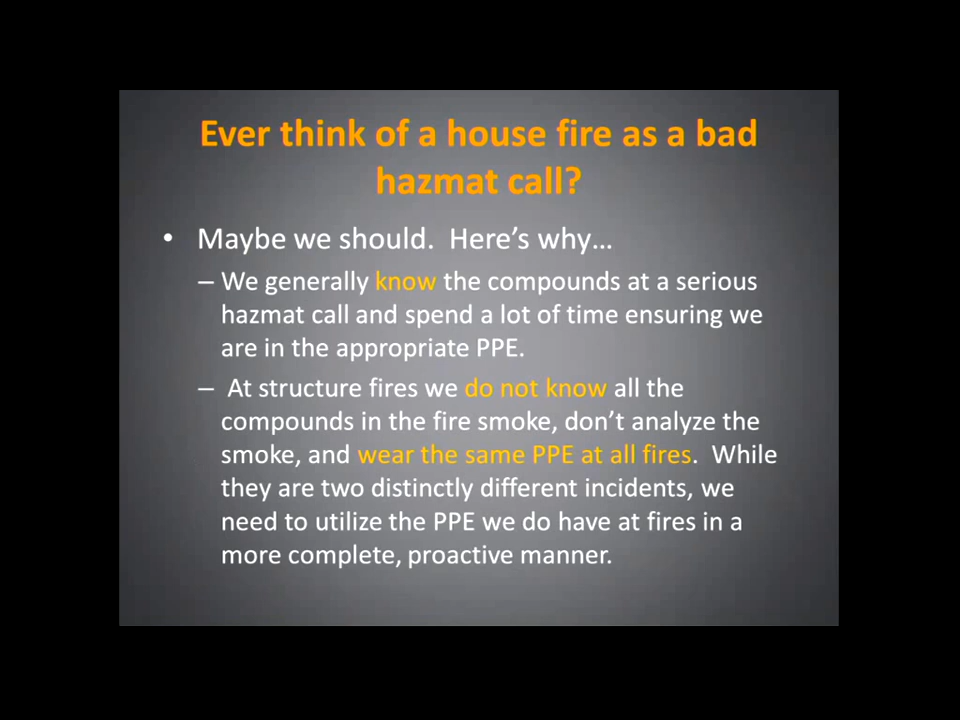 Ever think of a house fire as a bad
hazmat call?
• Maybe we should.  Here's why…
– We generally know the compounds at a serious
hazmat call and spend a lot of time ensuring we
are in the appropriate PPE.
– At structure fires we do not know all the
compounds in the fire smoke, don't analyze the
smoke, and wear the same PPE at all fires.  While
they are two distinctly different incidents, we
need to utilize the PPE we do have at fires in a
more complete, proactive manner.